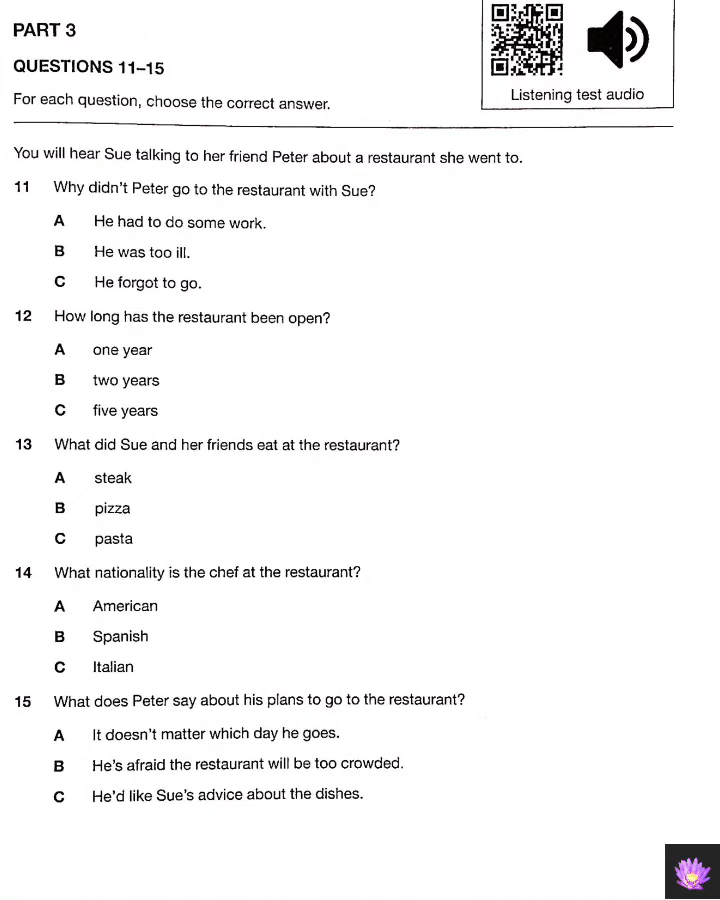 PART 3
QUESTIONS 11–15
For each question, choose the correct answer.
Listening test audio
You will hear Sue talking to her friend Peter about a restaurant she went to.
11 Why didn't Peter go to the restaurant with Sue?
A He had to do some work.
B He was too ill.
C He forgot to go.
12 How long has the restaurant been open?
A one year
B two years
C five years
13 What did Sue and her friends eat at the restaurant?
A steak
B pizza
C pasta
14 What nationality is the chef at the restaurant?
A American
B Spanish
C Italian
15 What does Peter say about his plans to go to the restaurant?
A It doesn't matter which day he goes.
B He's afraid the restaurant will be too crowded.
C He'd like Sue's advice about the dishes.